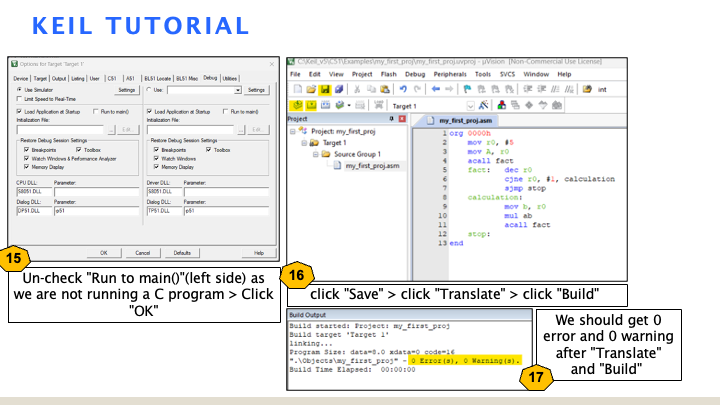 KEIL TUTORIAL
Options for Target 'Target 1'
Device | Target | Output | Listing | User | C51 | AX51 | BL51 Locate | BL51 Misc | Debug | Utilities
Use Simulator Settings Use: Settings
Limit Speed to Real-Time
Load Application at Startup Run to main() Load Application at Startup Run to main()
Initialization File: Initialization File:
... Edit... ... Edit...
Restore Debug Session Settings Restore Debug Session Settings
Breakpoints Toolbox Breakpoints Toolbox
Watch Windows & Performance Analyzer Watch Windows
Memory Display Memory Display
CPU DLL: Parameter: Driver DLL: Parameter:
S8051.DLL S8051.DLL
Dialog DLL: Parameter: Dialog DLL: Parameter:
DP51.DLL p51 TP51.DLL p51
OK Cancel Defaults Help
15
Un-check "Run to main()"(left side) as
we are not running a C program > Click
"OK"
C:\Keil_v5\C51\Examples\my_first_proj\my_first_proj.uvproj - µVision [Non-Commercial Use License]
File Edit View Project Flash Debug Peripherals Tools SVCS Window Help
int
Target 1
Project
Project: my_first_proj
Target 1
Source Group 1
my_first_proj.asm
my_first_proj.asm
1 org 0000h
2 mov r0, #5
3 mov A, r0
4 acall fact
5 fact: dec r0
6 cjne r0, #1, calculation
7 sjmp stop
8 calculation:
9 mov b, r0
10 mul ab
11 acall fact
12 stop:
13 end
16
click "Save" > click "Translate" > click "Build"
Build Output
Build started: Project: my_first_proj
Build target 'Target 1'
linking...
Program Size: data=8.0 xdata=0 code=16
".\Objects\my_first_proj" - 0 Error(s), 0 Warning(s).
Build Time Elapsed: 00:00:00
17
We should get 0
error and 0 warning
after "Translate"
and "Build"